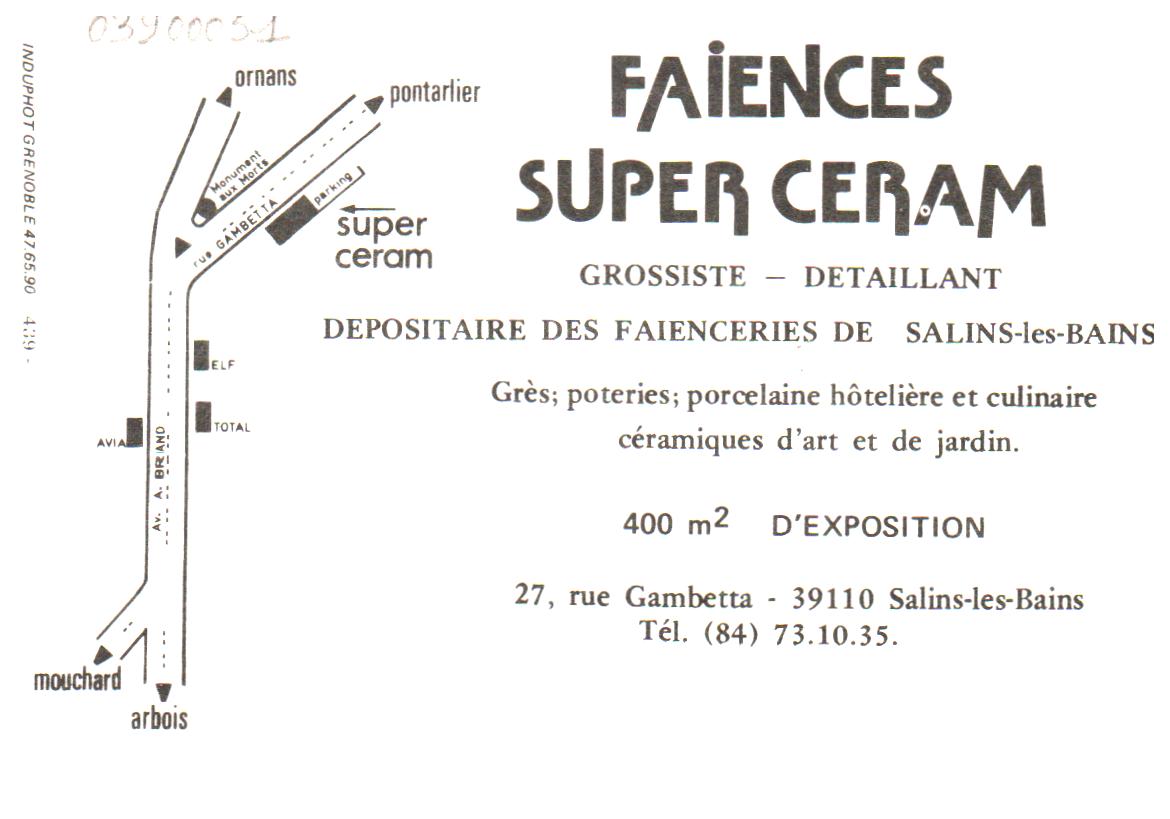 03900051
INDUPHOT GRENOBLE 47.65.90 439 -
ornans
pontarlier
Monument
aux Morts
rue GAMBETTA
parking
super
ceram
ELF
TOTAL
AVIA
Av. A. BRIAND
mouchard
arbois
FAÏENCES
SUPER CERAM
GROSSISTE — DETAILLANT
DEPOSITAIRE DES FAIENCERIES DE SALINS-les-BAINS
Grès; poteries; porcelaine hôtelière et culinaire
céramiques d'art et de jardin.
400 m² D'EXPOSITION
27, rue Gambetta - 39110 Salins-les-Bains
Tél. (84) 73.10.35.